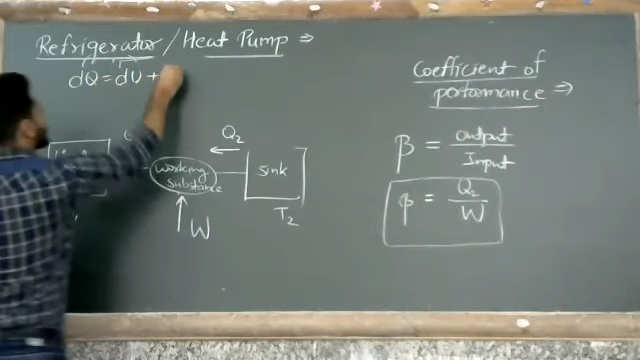 Refrigerator / Heat Pump ⇒
dQ = dU +
Coefficient of
performance ⇒
Q₂
working
substance
sink
T₂
↑ W
β = output / Input
β = Q₂ / W